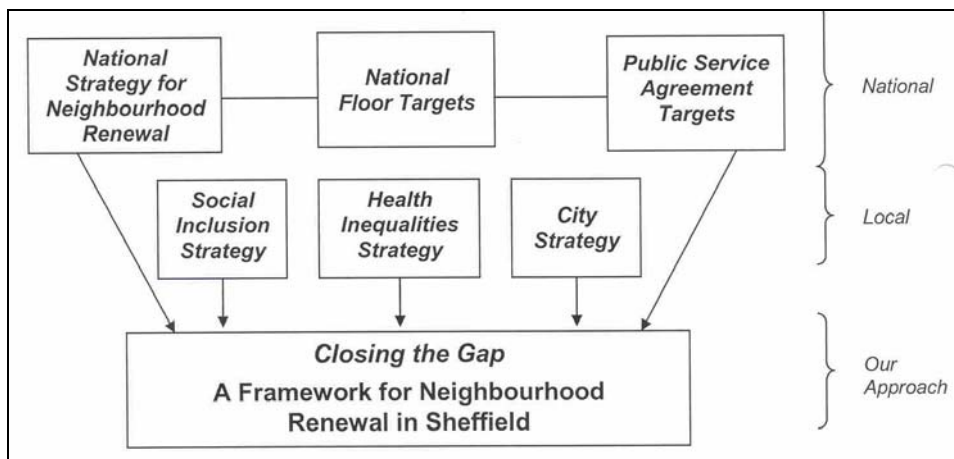 National
Strategy for
Neighbourhood
Renewal
National
Floor Targets
Public Service
Agreement
Targets
National
Social
Inclusion
Strategy
Health
Inequalities
Strategy
City
Strategy
Local
Closing the Gap
A Framework for Neighbourhood
Renewal in Sheffield
Our
Approach